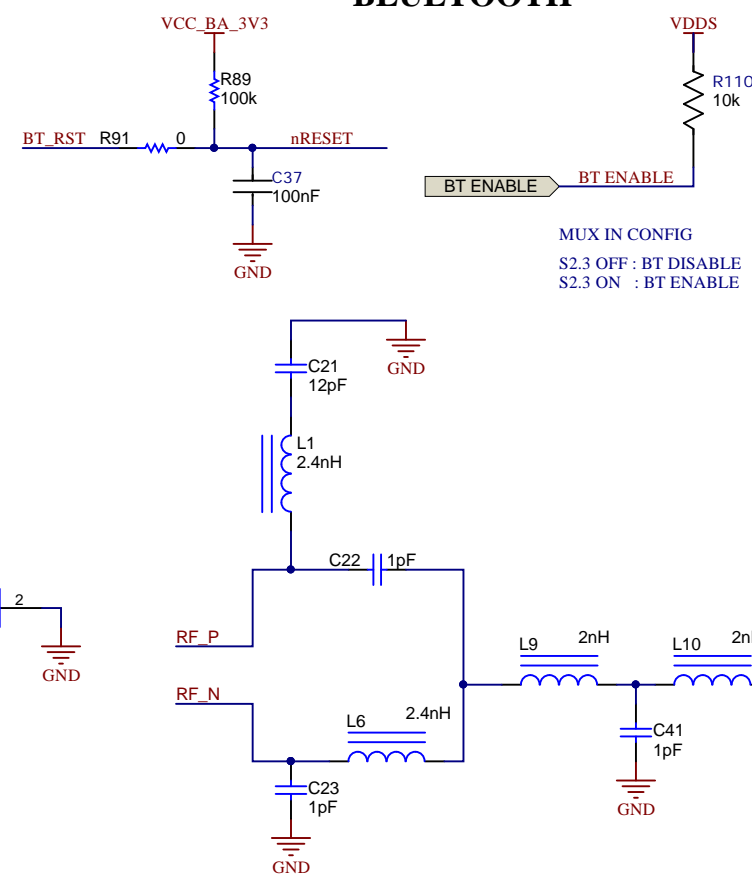 BLUETOOTH
VCC_BA_3V3
VDDS
R89
100k
R110
10k
BT_RST
R91
0
nRESET
C37
100nF
GND
BT ENABLE
BT ENABLE
MUX IN CONFIG
S2.3 OFF : BT DISABLE
S2.3 ON : BT ENABLE
GND
C21
12pF
L1
2.4nH
C22
1pF
2
GND
RF_P
RF_N
L9
2nH
L10
L6
2.4nH
C41
1pF
GND
C23
1pF
GND